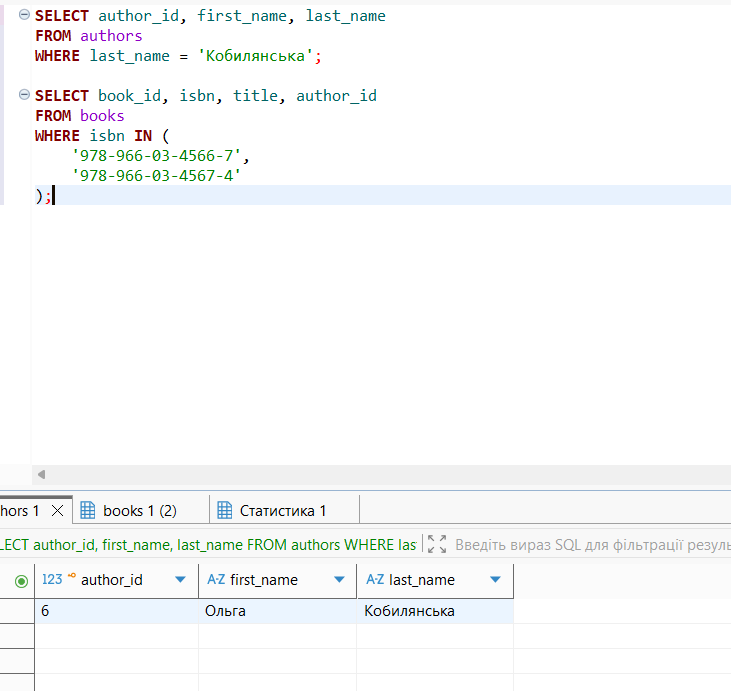 SELECT author_id, first_name, last_name
FROM authors
WHERE last_name = 'Кобилянська';
SELECT book_id, isbn, title, author_id
FROM books
WHERE isbn IN (
'978-966-03-4566-7',
'978-966-03-4567-4'
);
hors 1 books 1 (2) Статистика 1
LECT author_id, first_name, last_name FROM authors WHERE las Введіть вираз SQL для фільтрації резуль
123 author_id A-Z first_name A-Z last_name
6 Ольга Кобилянська